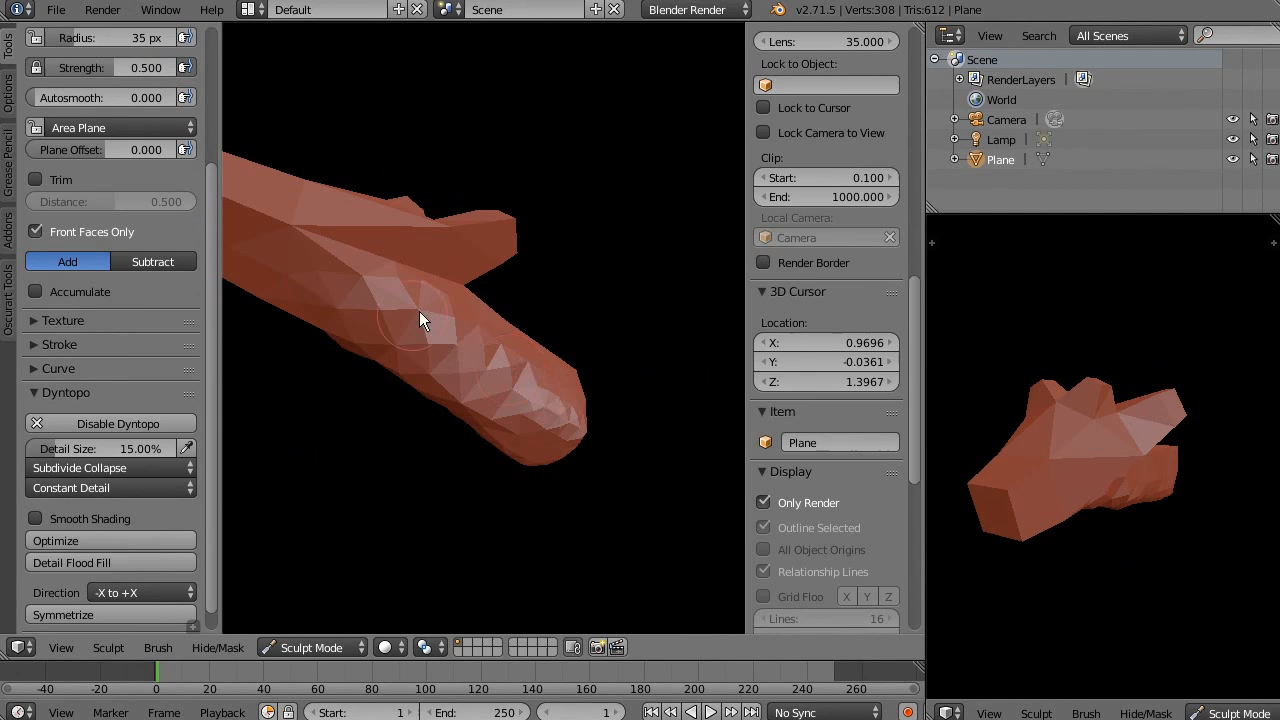 File Render Window Help Default Scene Blender Render v2.71.5 | Verts:308 | Tris:612 | Plane
Tools
Options
Grease Pencil
Addons
Oscurart Tools
Radius: 35 px
Strength: 0.500
Autosmooth: 0.000
Area Plane
Plane Offset: 0.000
Trim
Distance: 0.500
Front Faces Only
Add Subtract
Accumulate
Texture
Stroke
Curve
Dyntopo
Disable Dyntopo
Detail Size: 15.00%
Subdivide Collapse
Constant Detail
Smooth Shading
Optimize
Detail Flood Fill
Direction -X to +X
Symmetrize
Lens: 35.000
Lock to Object:
Lock to Cursor
Lock Camera to View
Clip:
Start: 0.100
End: 1000.000
Local Camera:
Camera
Render Border
3D Cursor
Location:
X: 0.9696
Y: -0.0361
Z: 1.3967
Item
Plane
Display
Only Render
Outline Selected
All Object Origins
Relationship Lines
Grid Floo X Y Z
Lines: 16
View Search All Scenes
Scene
RenderLayers |
World
Camera |
Lamp |
Plane |
View Sculpt Brush Hide/Mask Sculpt Mode
-40 -20 0 20 40 60 80 100 120 140 160 180 200 220 240 260
View Marker Frame Playback Start: 1 End: 250 1 No Sync
View Sculpt Brush Sculpt Mode